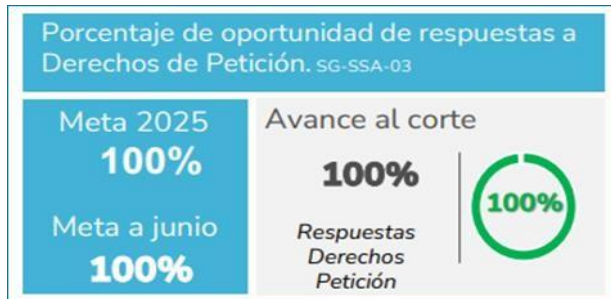 Porcentaje de oportunidad de respuestas a
Derechos de Petición. SG-SSA-03
Meta 2025
100%
Meta a junio
100%
Avance al corte
100%
Respuestas
Derechos
Petición
100%